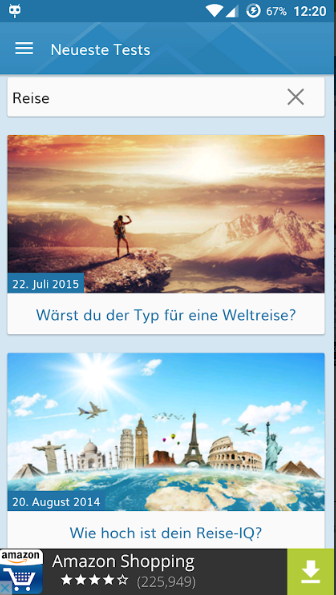 67% 12:20
Neueste Tests
Reise
22. Juli 2015
Wärst du der Typ für eine Weltreise?
20. August 2014
Wie hoch ist dein Reise-IQ?
amazon
Amazon Shopping
(225,949)